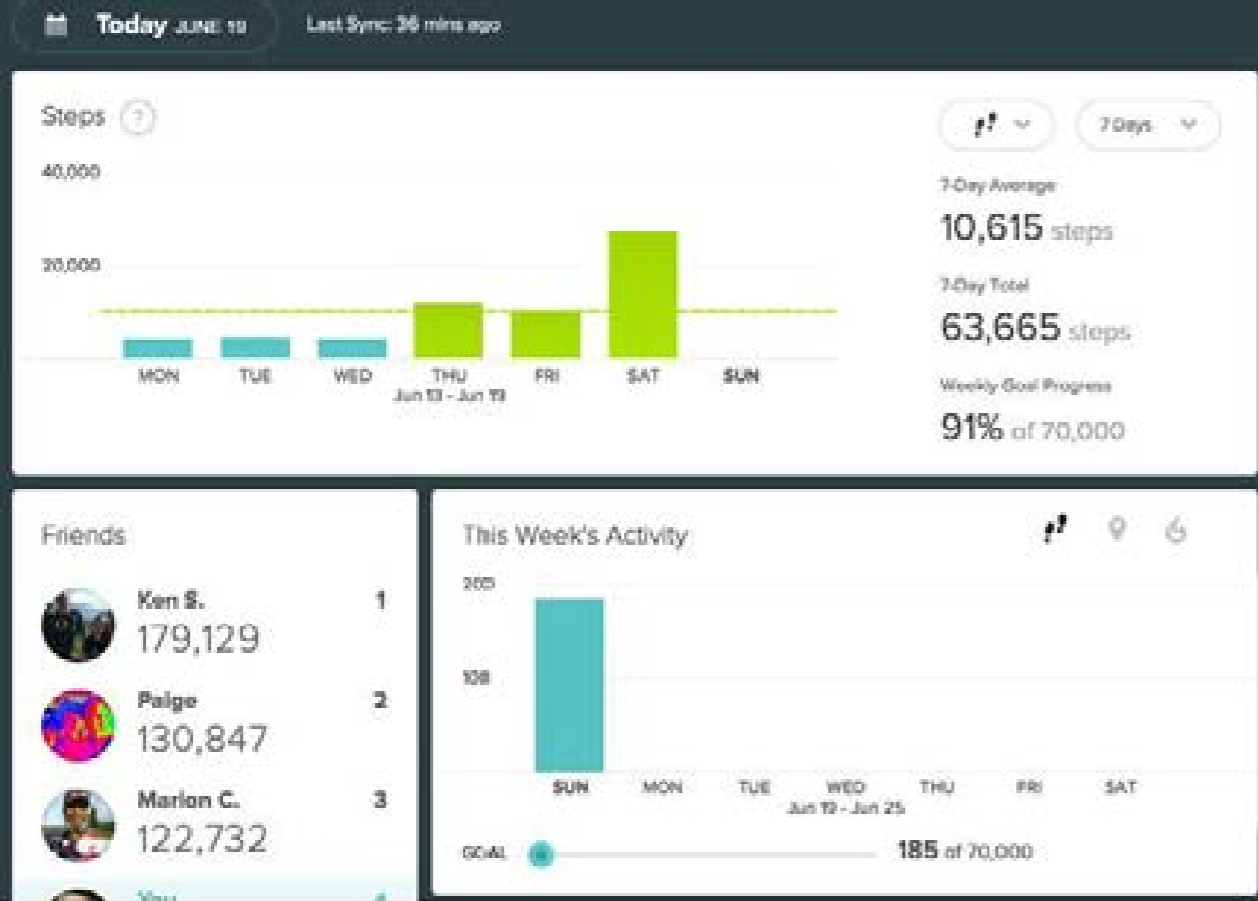 Today JUNE 19
Last Sync: 36 mins ago
Steps ?
7 Days
40,000
20,000
MON TUE WED THU FRI SAT SUN
Jun 13 - Jun 19
7-Day Average
10,615 steps
7-Day Total
63,665 steps
Weekly Goal Progress
91% of 70,000
Friends
Ken S. 1
179,129
Paige 2
130,847
Marion C. 3
122,732
You 4
This Week's Activity
SUN MON TUE WED THU FRI SAT
Jun 19 - Jun 25
GOAL
185 of 70,000